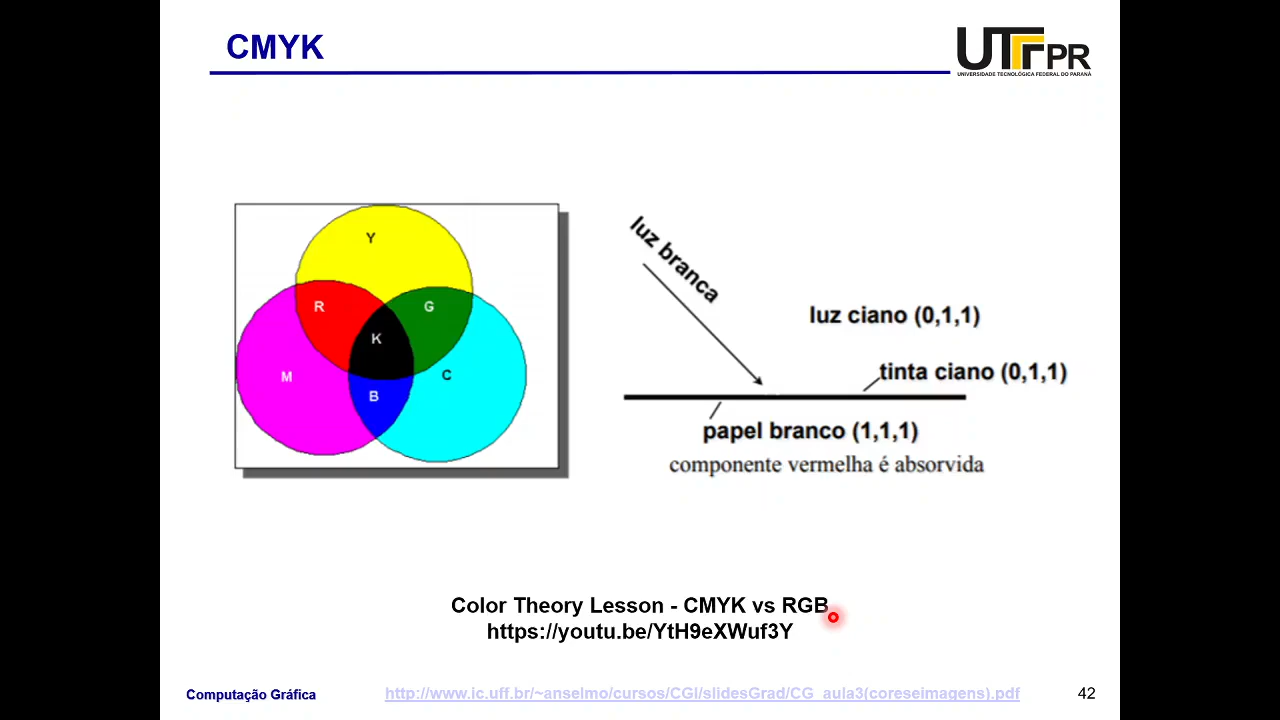 CMYK
UTFPR
UNIVERSIDADE TECNOLÓGICA FEDERAL DO PARANÁ
Y
R
G
K
M
C
B
luz branca
luz ciano (0,1,1)
tinta ciano (0,1,1)
papel branco (1,1,1)
componente vermelha é absorvida
Color Theory Lesson - CMYK vs RGB
https://youtu.be/YtH9eXWuf3Y
Computação Gráfica
http://www.ic.uff.br/~anselmo/cursos/CGI/slidesGrad/CG_aula3(coreseimagens).pdf
42